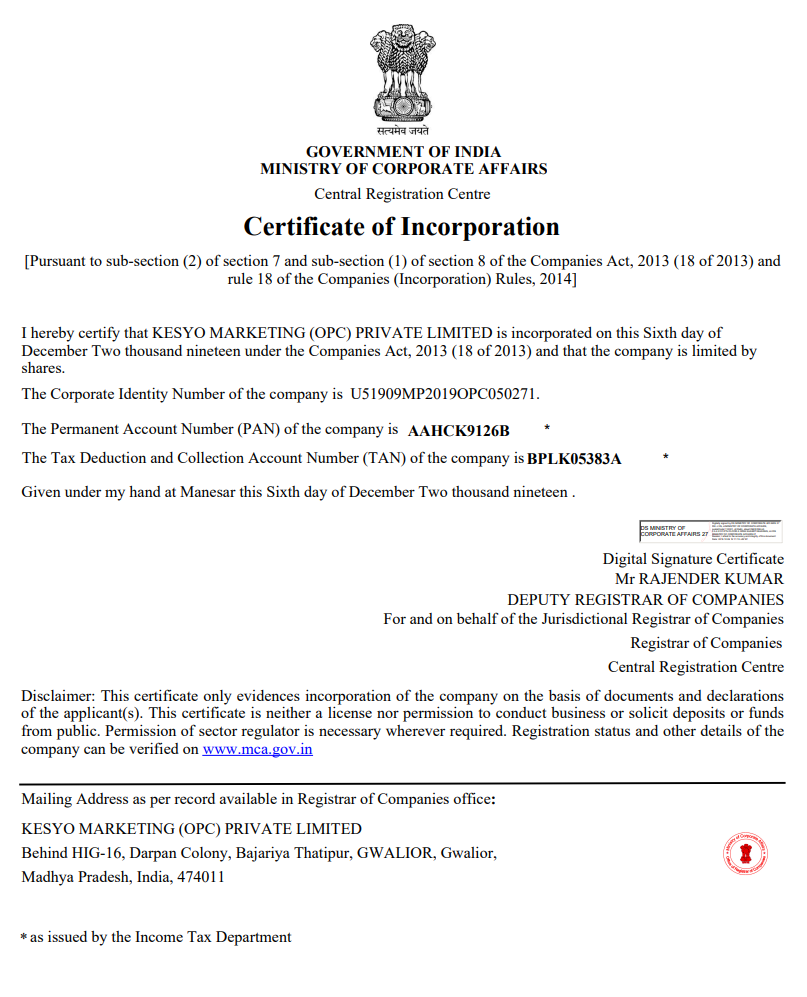 सत्यमेव जयते
GOVERNMENT OF INDIA
MINISTRY OF CORPORATE AFFAIRS
Central Registration Centre
Certificate of Incorporation
[Pursuant to sub-section (2) of section 7 and sub-section (1) of section 8 of the Companies Act, 2013 (18 of 2013) and
rule 18 of the Companies (Incorporation) Rules, 2014]
I hereby certify that KESYO MARKETING (OPC) PRIVATE LIMITED is incorporated on this Sixth day of
December Two thousand nineteen under the Companies Act, 2013 (18 of 2013) and that the company is limited by
shares.
The Corporate Identity Number of the company is U51909MP2019OPC050271.
The Permanent Account Number (PAN) of the company is AAHCK9126B *
The Tax Deduction and Collection Account Number (TAN) of the company is BPLK05383A *
Given under my hand at Manesar this Sixth day of December Two thousand nineteen .
DS MINISTRY OF
CORPORATE AFFAIRS 27
Digital Signature Certificate
Mr RAJENDER KUMAR
DEPUTY REGISTRAR OF COMPANIES
For and on behalf of the Jurisdictional Registrar of Companies
Registrar of Companies
Central Registration Centre
Disclaimer: This certificate only evidences incorporation of the company on the basis of documents and declarations
of the applicant(s). This certificate is neither a license nor permission to conduct business or solicit deposits or funds
from public. Permission of sector regulator is necessary wherever required. Registration status and other details of the
company can be verified on www.mca.gov.in
Mailing Address as per record available in Registrar of Companies office:
KESYO MARKETING (OPC) PRIVATE LIMITED
Behind HIG-16, Darpan Colony, Bajariya Thatipur, GWALIOR, Gwalior,
Madhya Pradesh, India, 474011
* as issued by the Income Tax Department